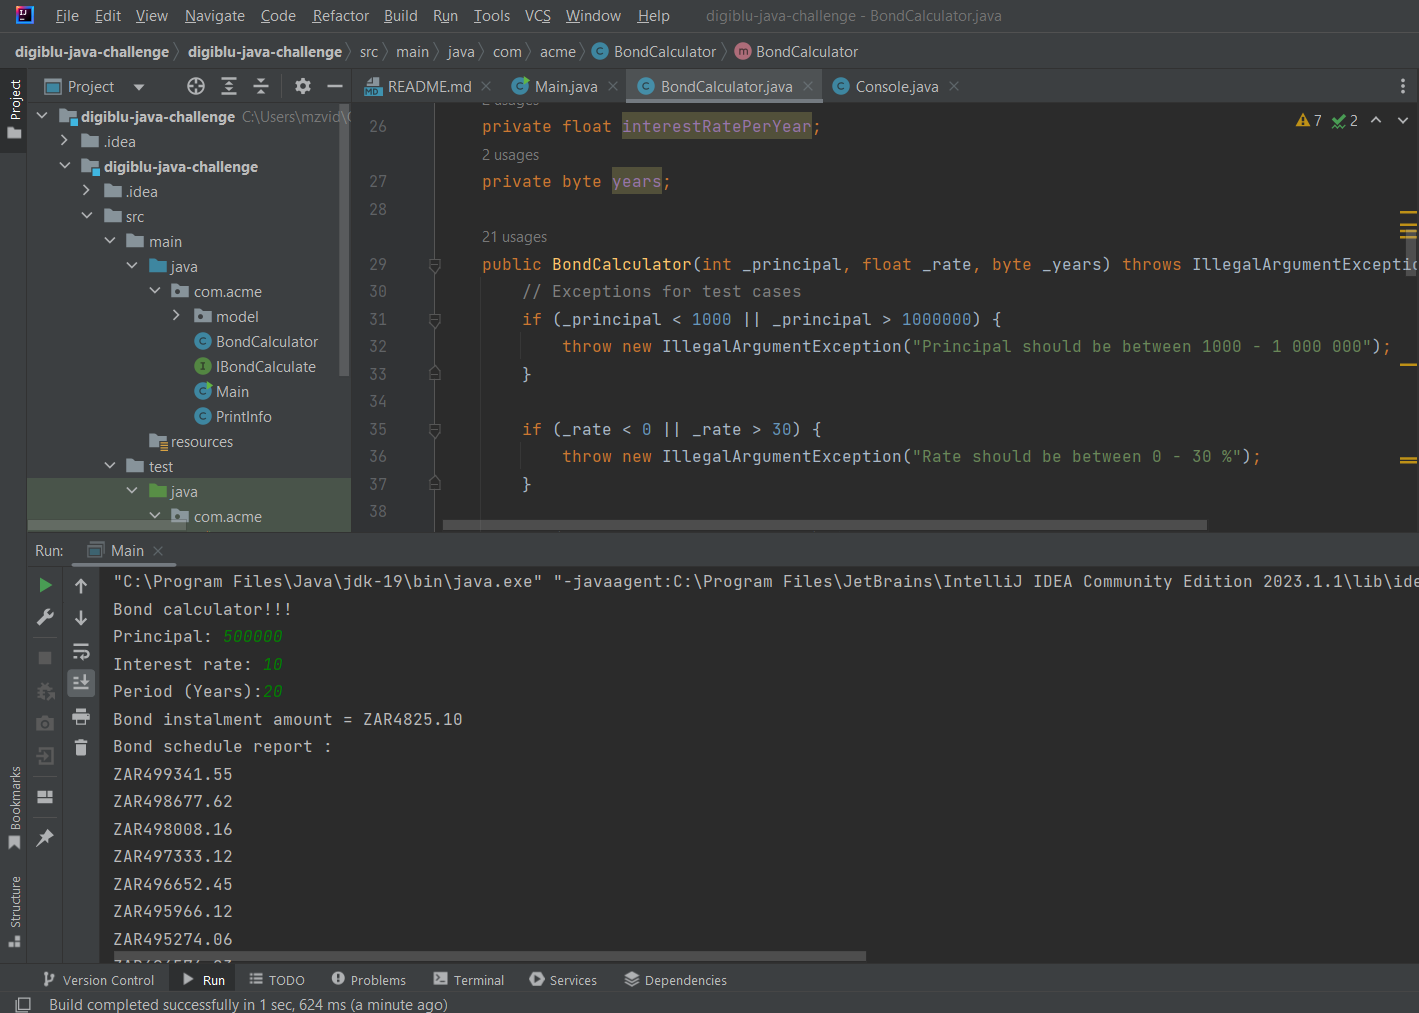 File Edit View Navigate Code Refactor Build Run Tools VCS Window Help digiblu-java-challenge - BondCalculator.java
digiblu-java-challenge digiblu-java-challenge src main java com acme BondCalculator m BondCalculator
Project
Project
README.md Main.java BondCalculator.java Console.java
digiblu-java-challenge C:\Users\mzvid\
.idea
digiblu-java-challenge
.idea
src
main
java
com.acme
model
BondCalculator
IBondCalculate
Main
PrintInfo
resources
test
java
com.acme
2 usages
26 private float interestRatePerYear;
7 2
2 usages
27 private byte years;
28
21 usages
29 public BondCalculator(int _principal, float _rate, byte _years) throws IllegalArgumentExceptio
30 // Exceptions for test cases
31 if (_principal < 1000 || _principal > 1000000) {
32 throw new IllegalArgumentException("Principal should be between 1000 - 1 000 000");
33 }
34
35 if (_rate < 0 || _rate > 30) {
36 throw new IllegalArgumentException("Rate should be between 0 - 30 %");
37 }
38
Run: Main
"C:\Program Files\Java\jdk-19\bin\java.exe" "-javaagent:C:\Program Files\JetBrains\IntelliJ IDEA Community Edition 2023.1.1\lib\ide
Bond calculator!!!
Principal: 500000
Interest rate: 10
Period (Years):20
Bond instalment amount = ZAR4825.10
Bond schedule report :
ZAR499341.55
ZAR498677.62
ZAR498008.16
ZAR497333.12
ZAR496652.45
ZAR495966.12
ZAR495274.06
Bookmarks
Structure
Version Control Run TODO Problems Terminal Services Dependencies
Build completed successfully in 1 sec, 624 ms (a minute ago)